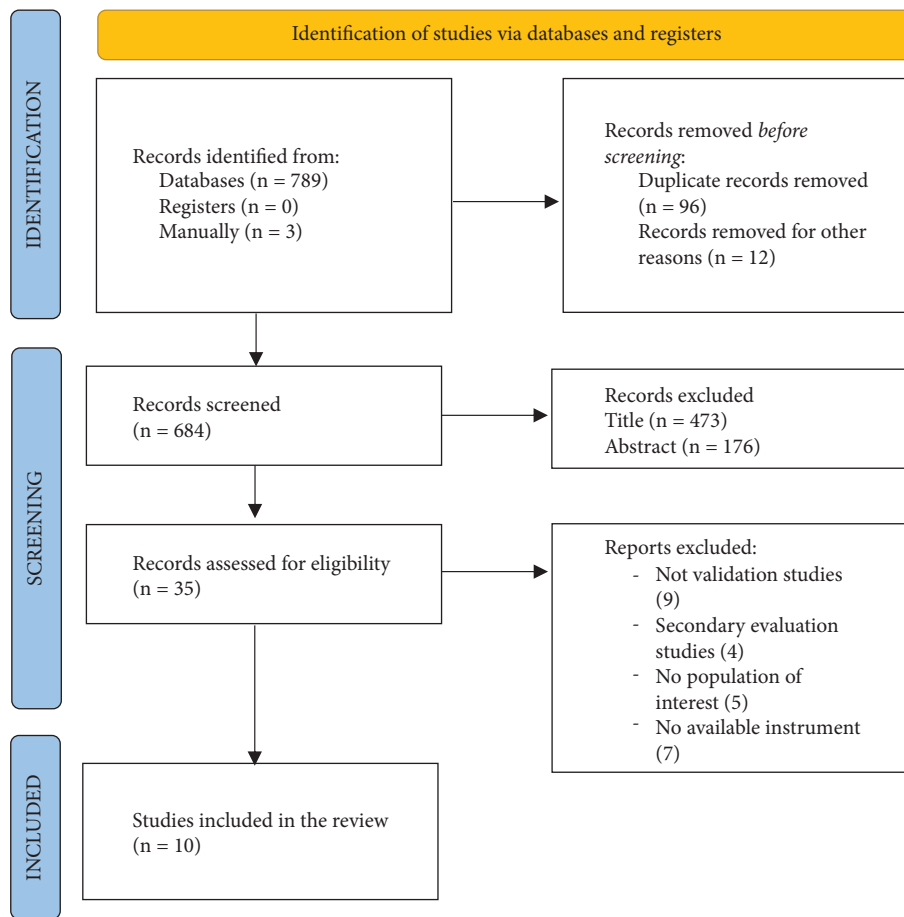 Identification of studies via databases and registers
IDENTIFICATION
Records identified from:
Databases (n = 789)
Registers (n = 0)
Manually (n = 3)
Records removed before
screening:
Duplicate records removed
(n = 96)
Records removed for other
reasons (n = 12)
SCREENING
Records screened
(n = 684)
Records excluded
Title (n = 473)
Abstract (n = 176)
Records assessed for eligibility
(n = 35)
Reports excluded:
- Not validation studies
(9)
- Secondary evaluation
studies (4)
- No population of
interest (5)
- No available instrument
(7)
INCLUDED
Studies included in the review
(n = 10)